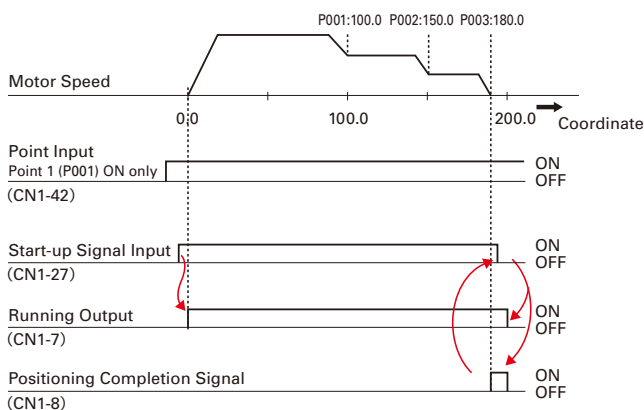 P001:100.0 P002:150.0 P003:180.0
Motor Speed
0.0 100.0 200.0
Coordinate
Point Input
Point 1 (P001) ON only
(CN1-42)
ON
OFF
Start-up Signal Input
(CN1-27)
ON
OFF
Running Output
(CN1-7)
ON
OFF
Positioning Completion Signal
(CN1-8)
ON
OFF